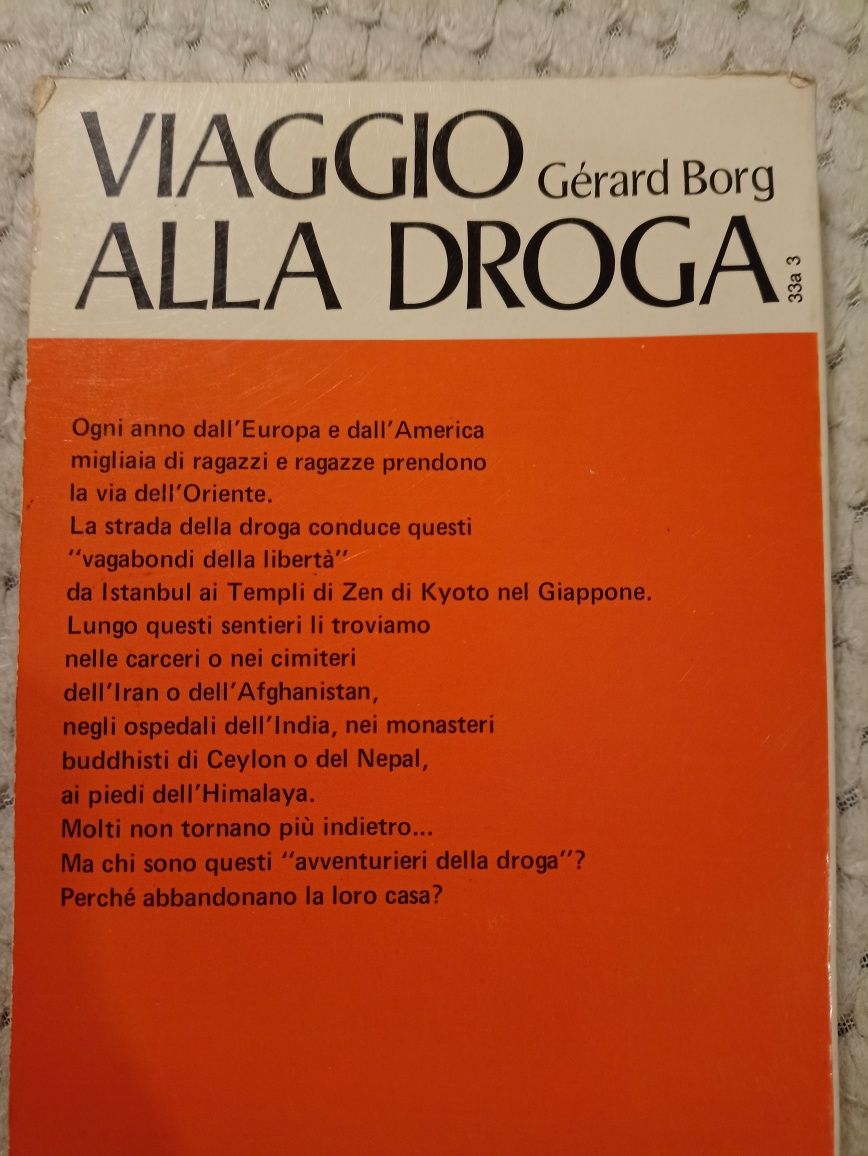 VIAGGIO Gérard Borg
ALLA DROGA
33a 3
Ogni anno dall'Europa e dall'America
migliaia di ragazzi e ragazze prendono
la via dell'Oriente.
La strada della droga conduce questi
"vagabondi della libertà"
da Istanbul ai Templi di Zen di Kyoto nel Giappone.
Lungo questi sentieri li troviamo
nelle carceri o nei cimiteri
dell'Iran o dell'Afghanistan,
negli ospedali dell'India, nei monasteri
buddhisti di Ceylon o del Nepal,
ai piedi dell'Himalaya.
Molti non tornano più indietro...
Ma chi sono questi "avventurieri della droga"?
Perché abbandonano la loro casa?